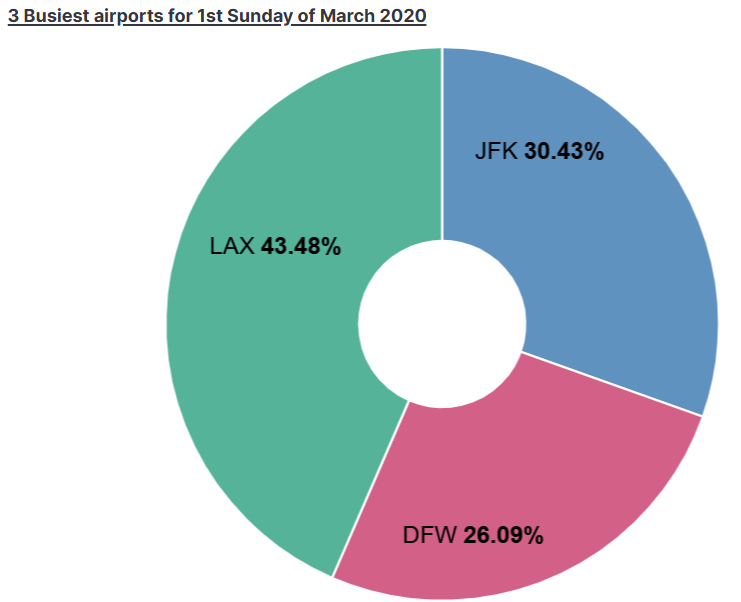 3 Busiest airports for 1st Sunday of March 2020
JFK 30.43%
LAX 43.48%
DFW 26.09%